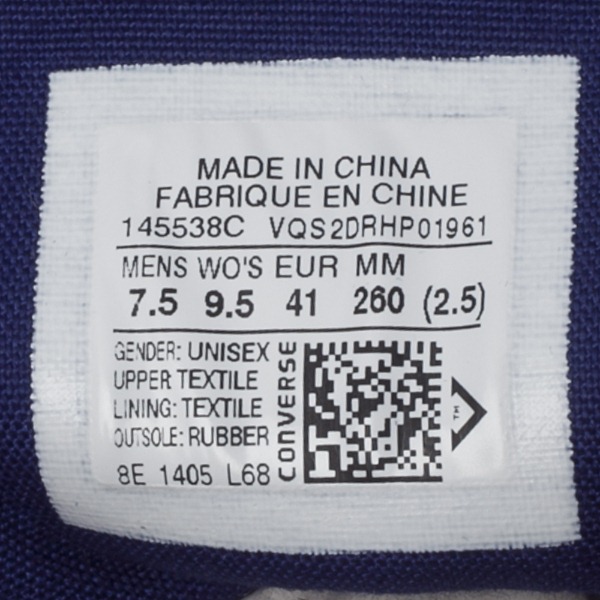 MADE IN CHINA
FABRIQUE EN CHINE
145538C VQS2DRHP01961
MENS WO'S EUR MM
7.5 9.5 41 260 (2.5)
GENDER: UNISEX
UPPER TEXTILE
LINING: TEXTILE
OUTSOLE: RUBBER
8E 1405 L68
CONVERSE
TM